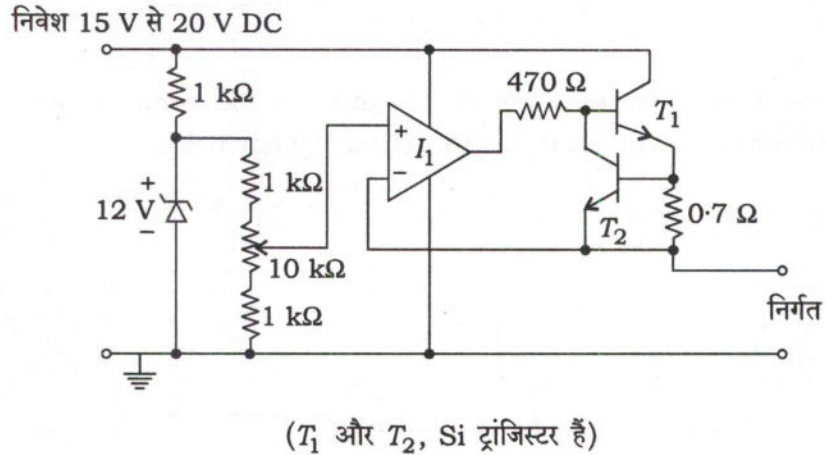 निवेश 15 V से 20 V DC
1 kΩ
470 Ω
T₁
+
I₁
−
1 kΩ
+
12 V
−
T₂
0·7 Ω
10 kΩ
1 kΩ
निर्गत
(T₁ और T₂, Si ट्रांजिस्टर हैं)